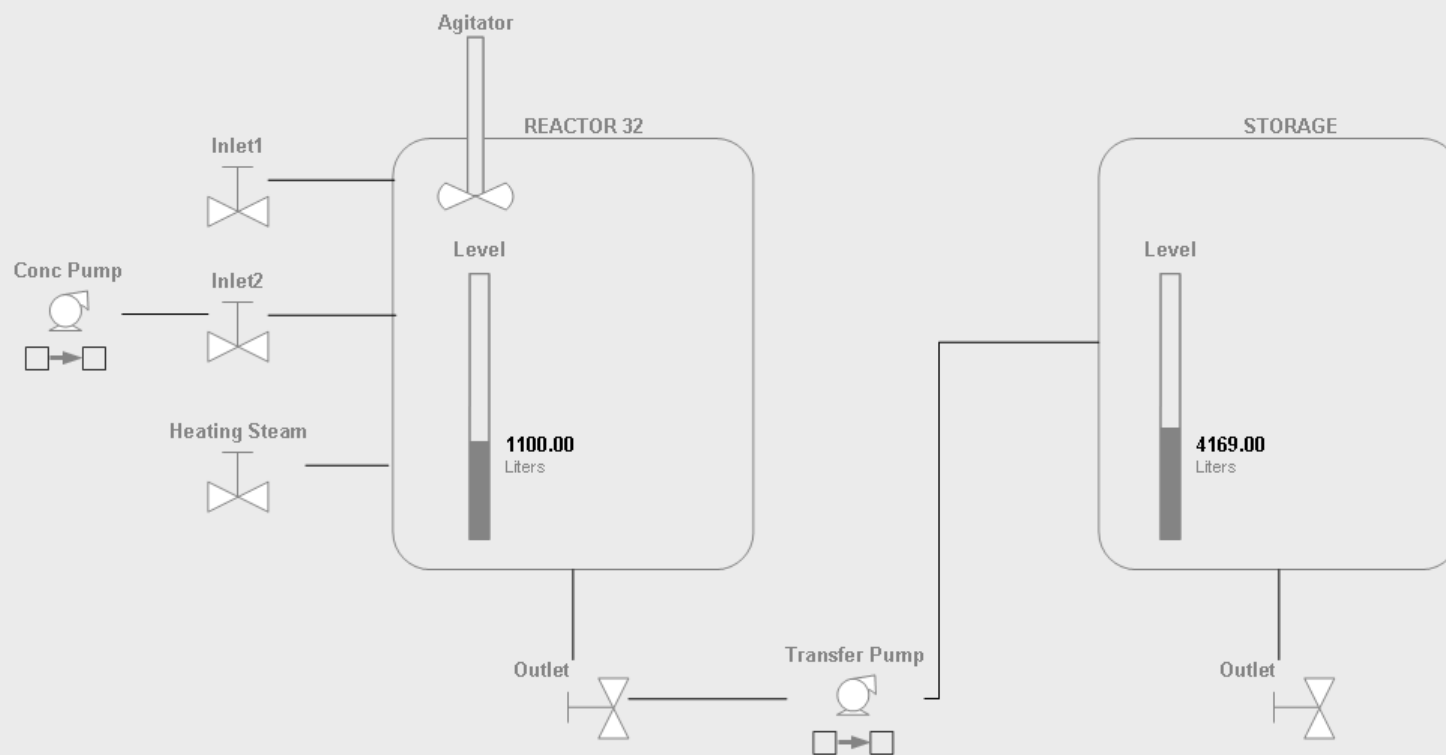 Agitator
REACTOR 32
STORAGE
Inlet1
Level
Level
Conc Pump
Inlet2
Heating Steam
1100.00
Liters
4169.00
Liters
Transfer Pump
Outlet
Outlet